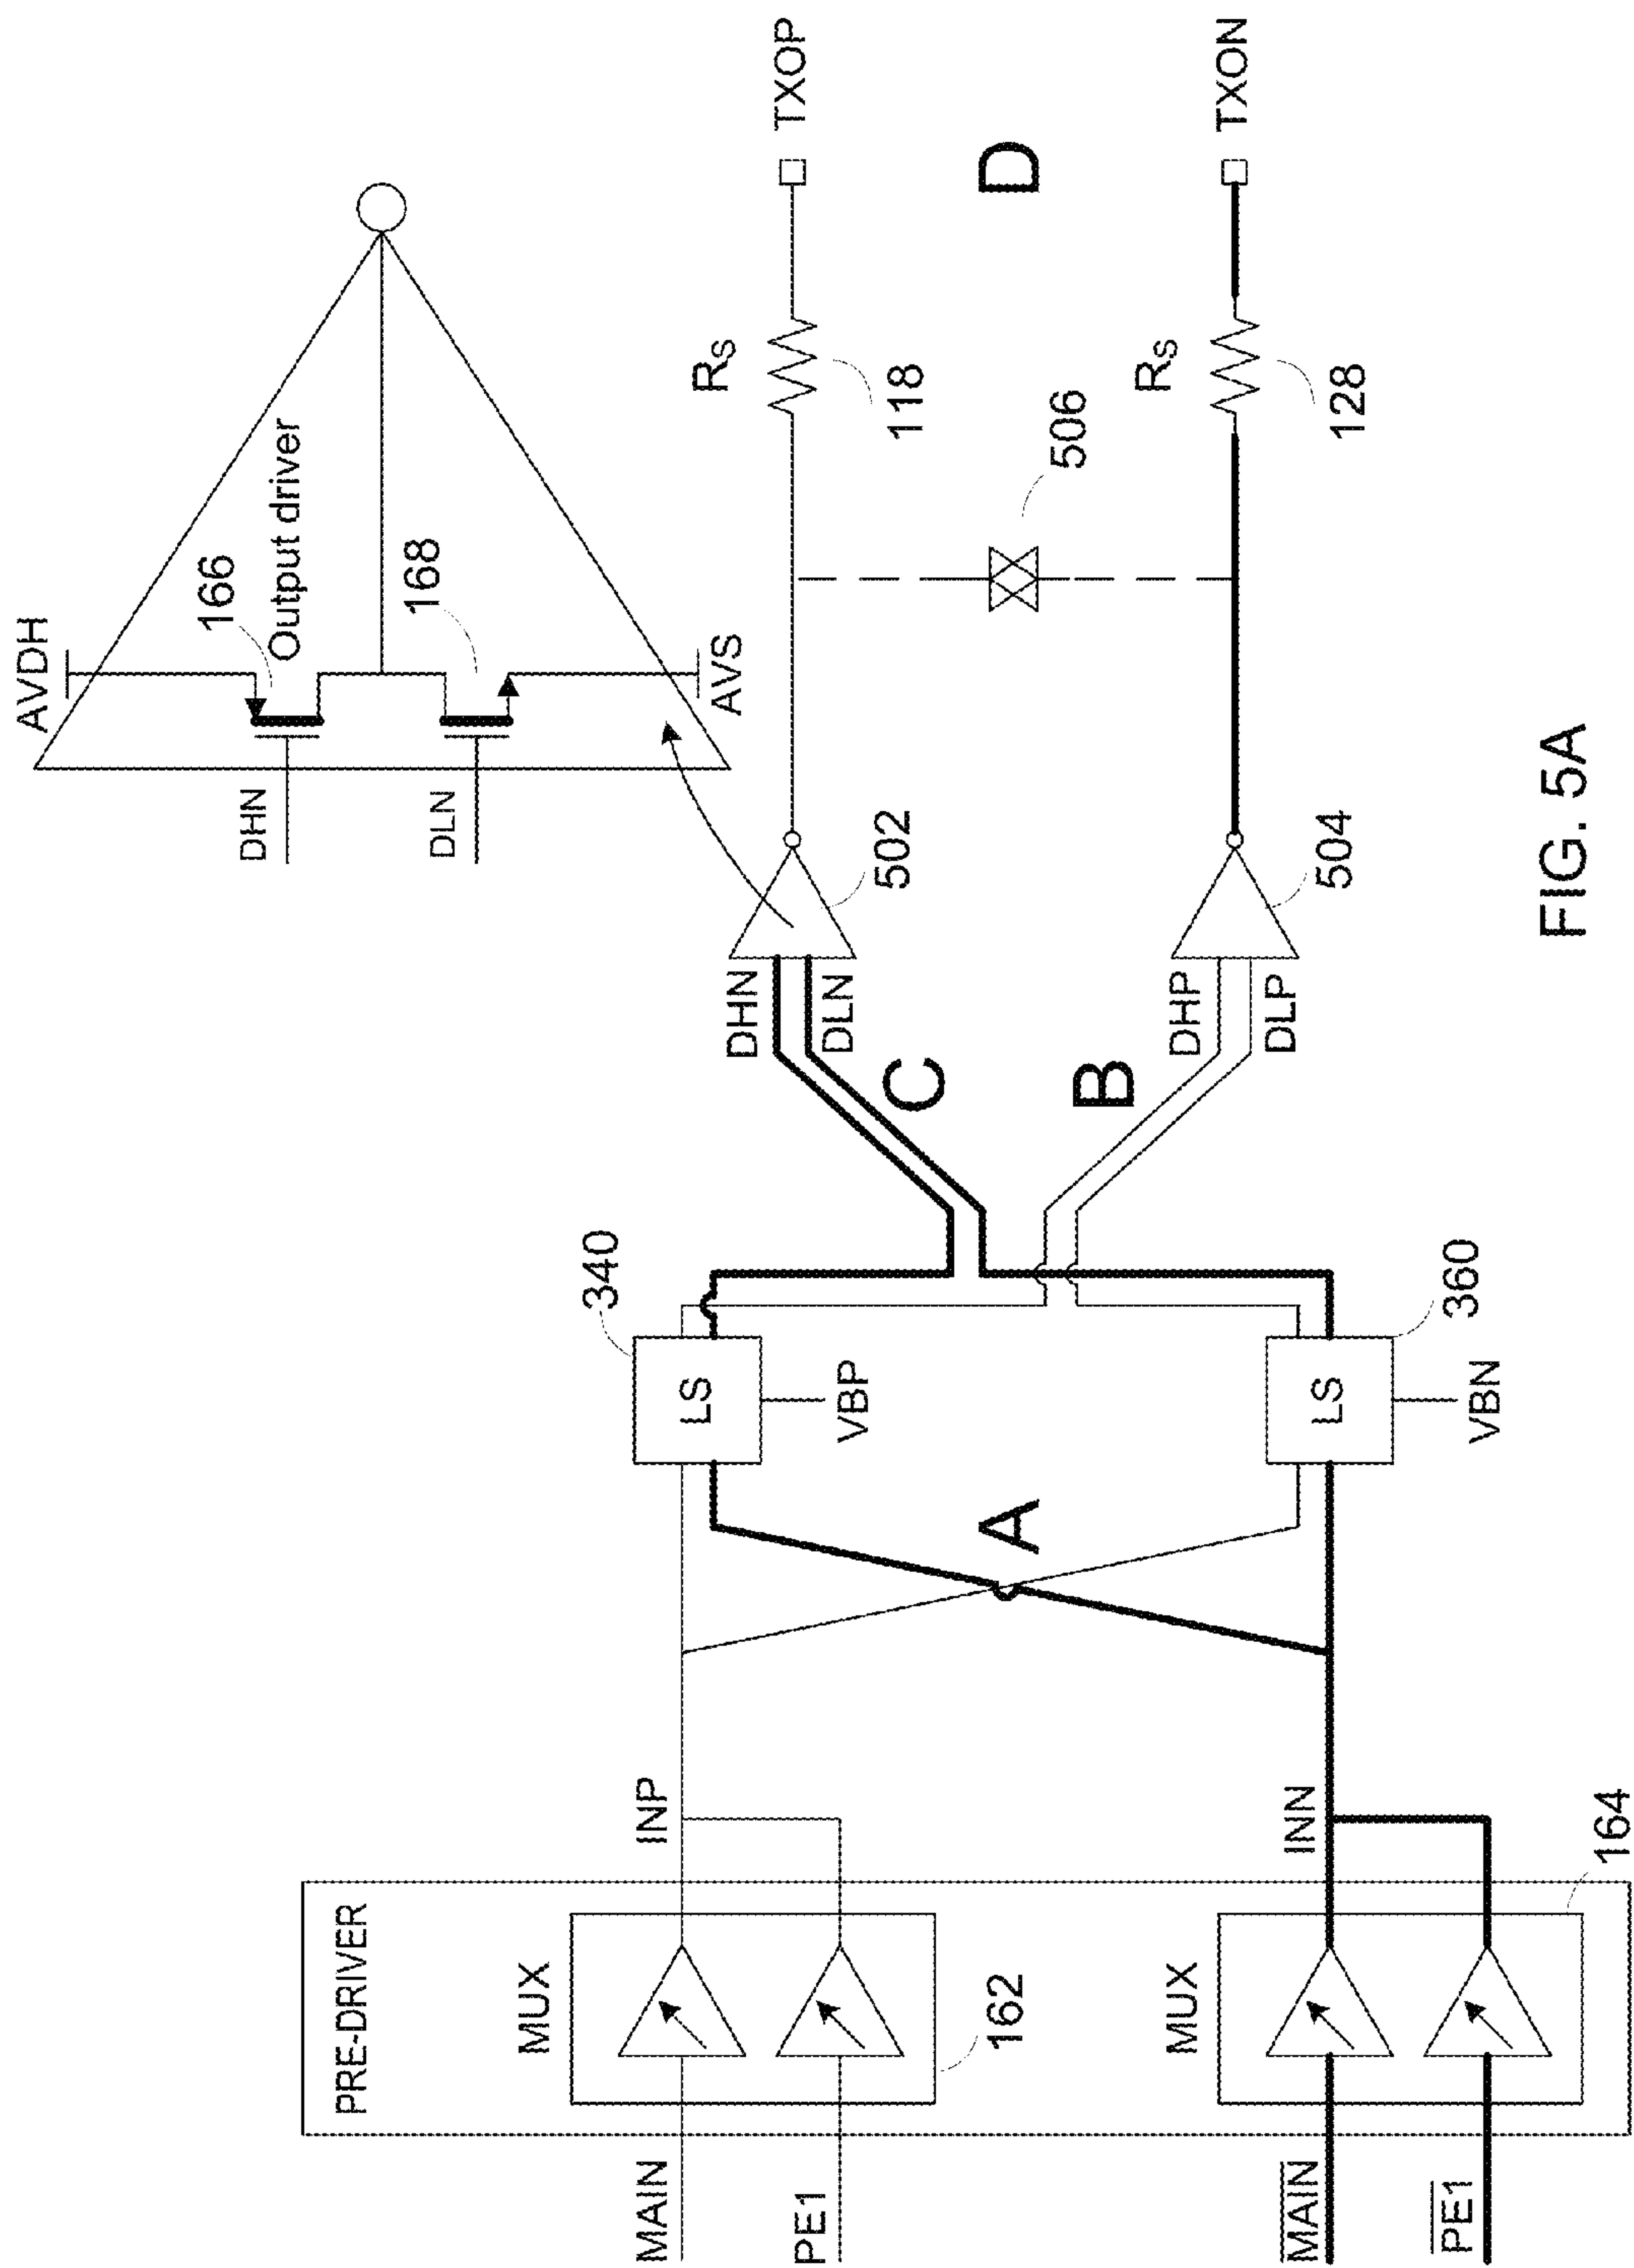 PRE-DRIVER
MAIN
PE1
MUX
162
INP
MAIN
PE1
MUX
164
INN
A
LS
340
VBP
LS
360
VBN
C
B
DHN
DLN
502
DHP
DLP
504
DHN
DLN
AVDH
166
Output driver
168
AVS
506
RS
118
RS
128
D
TXOP
TXON
FIG. 5A